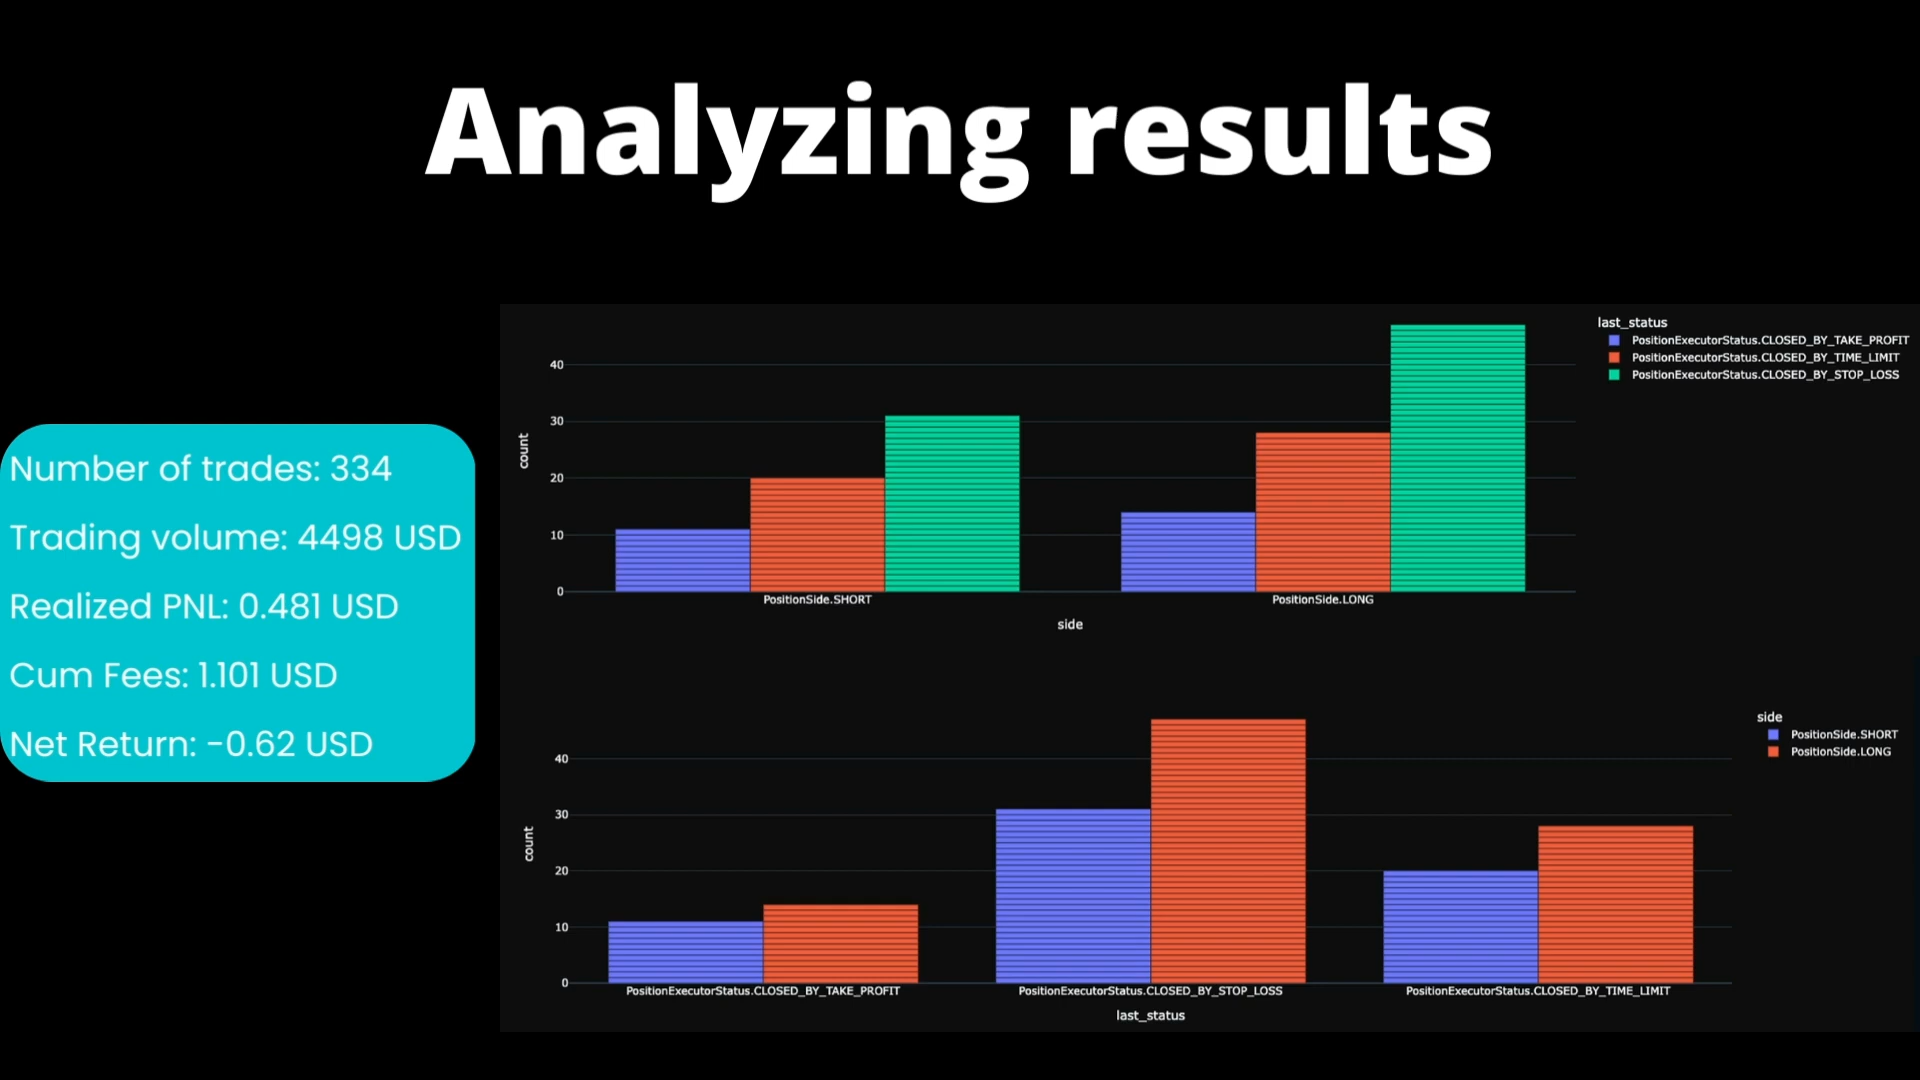 Analyzing results
Number of trades: 334
Trading volume: 4498 USD
Realized PNL: 0.481 USD
Cum Fees: 1.101 USD
Net Return: -0.62 USD
last_status
PositionExecutorStatus.CLOSED_BY_TAKE_PROFIT
PositionExecutorStatus.CLOSED_BY_TIME_LIMIT
PositionExecutorStatus.CLOSED_BY_STOP_LOSS
40
30
20
10
0
count
PositionSide.SHORT
PositionSide.LONG
side
side
PositionSide.SHORT
PositionSide.LONG
40
30
20
10
0
count
PositionExecutorStatus.CLOSED_BY_TAKE_PROFIT
PositionExecutorStatus.CLOSED_BY_STOP_LOSS
PositionExecutorStatus.CLOSED_BY_TIME_LIMIT
last_status